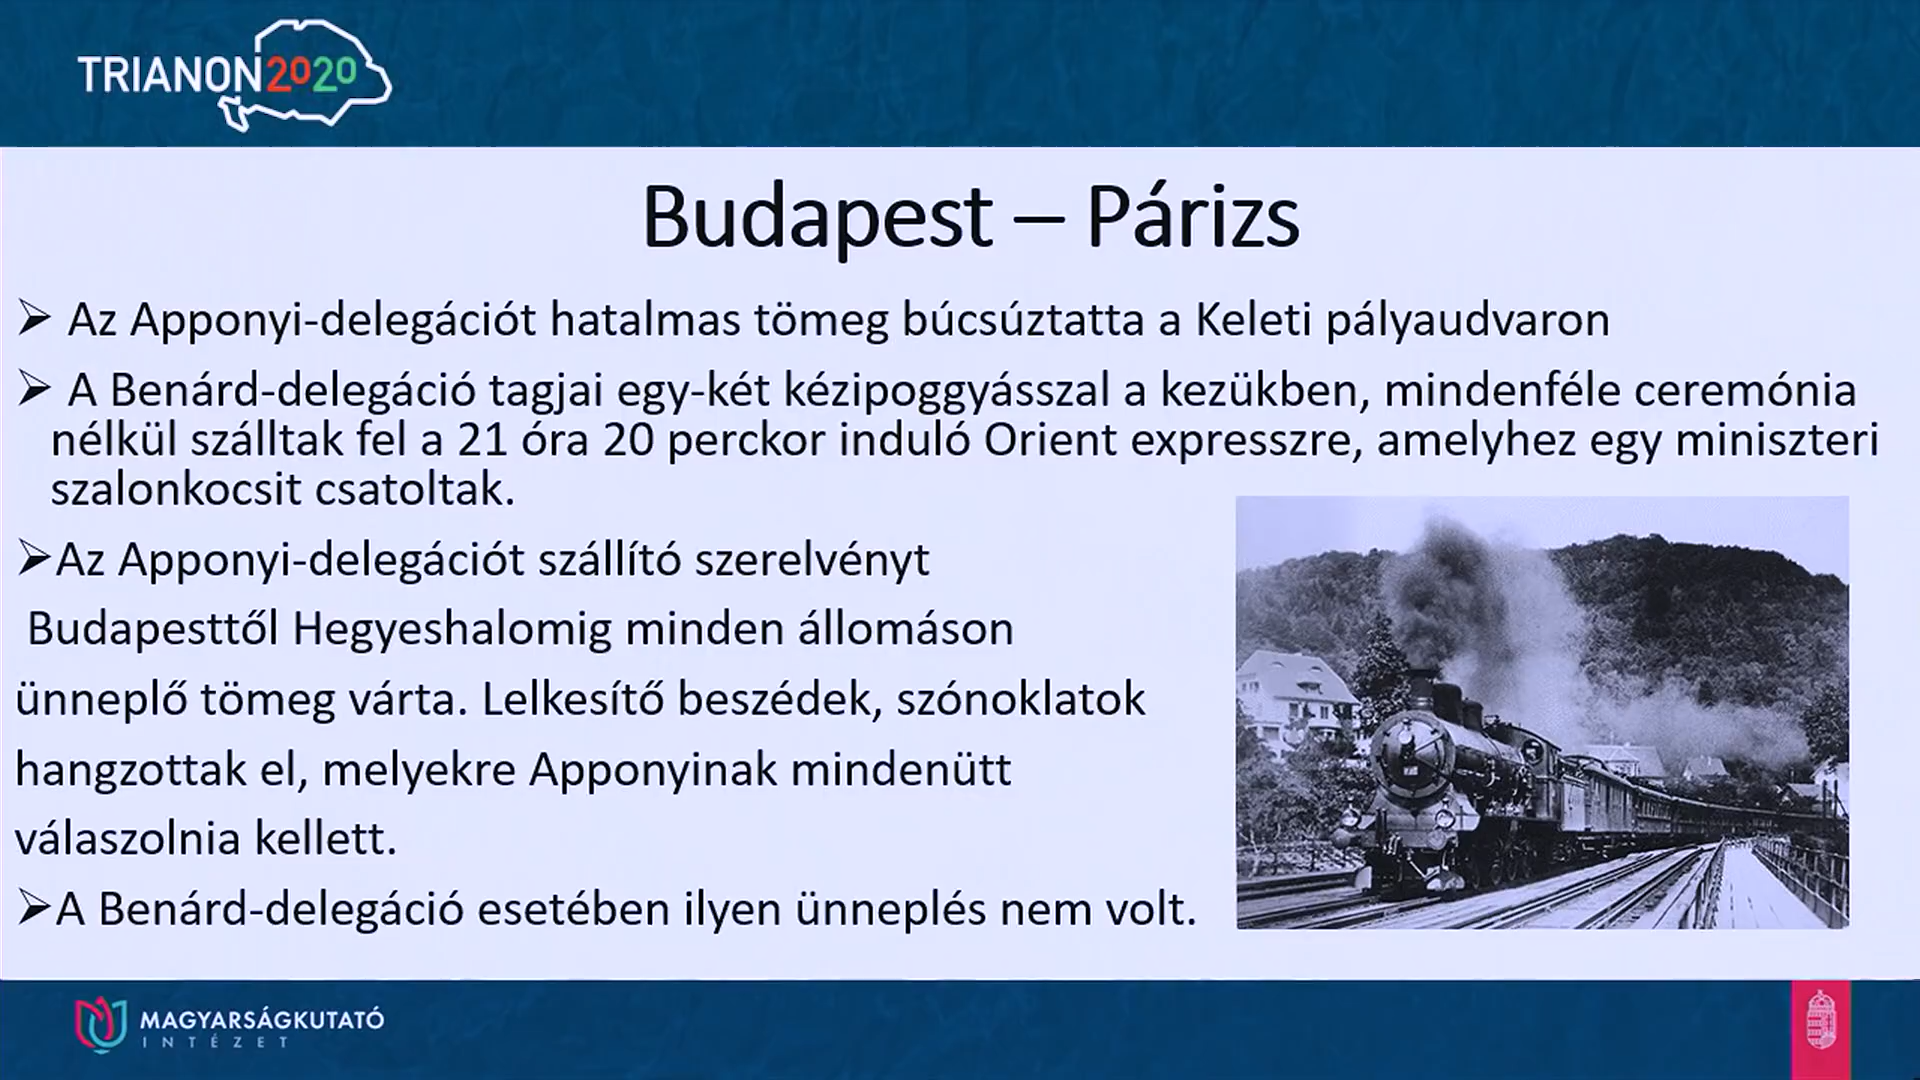 TRIANON2020
Budapest – Párizs
➢ Az Apponyi-delegációt hatalmas tömeg búcsúztatta a Keleti pályaudvaron
➢ A Benárd-delegáció tagjai egy-két kézipoggyásszal a kezükben, mindenféle ceremónia
nélkül szálltak fel a 21 óra 20 perckor induló Orient expresszre, amelyhez egy miniszteri
szalonkocsit csatoltak.
➢Az Apponyi-delegációt szállító szerelvényt
Budapesttől Hegyeshalomig minden állomáson
ünneplő tömeg várta. Lelkesítő beszédek, szónoklatok
hangzottak el, melyekre Apponyinak mindenütt
válaszolnia kellett.
➢A Benárd-delegáció esetében ilyen ünneplés nem volt.
MAGYARSÁGKUTATÓ
INTÉZET